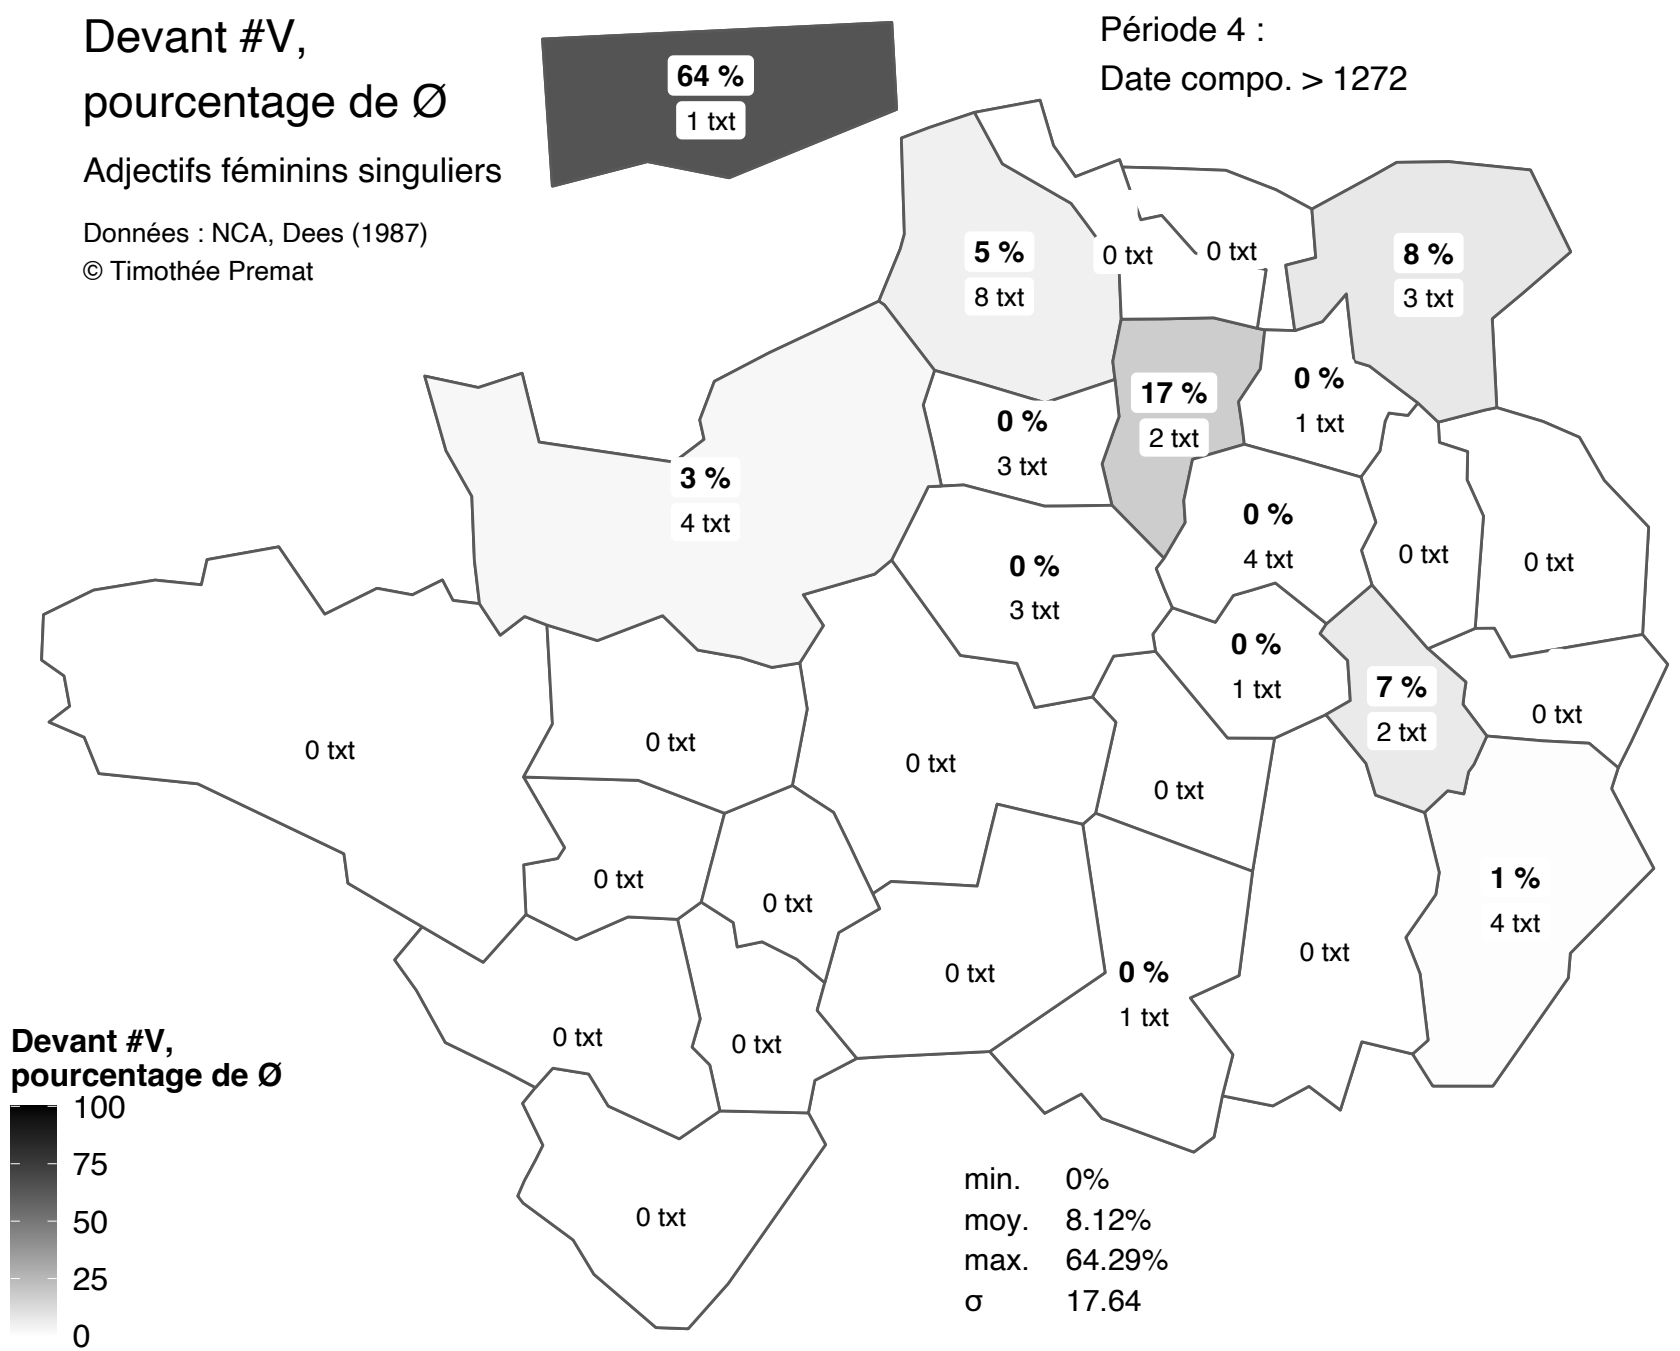 Devant #V,
pourcentage de Ø
Adjectifs féminins singuliers
Données : NCA, Dees (1987)
© Timothée Premat
Période 4 :
Date compo. > 1272
64 %
1 txt
5 %
8 txt
0 txt
0 txt
8 %
3 txt
17 %
2 txt
0 %
1 txt
0 %
3 txt
3 %
4 txt
0 %
4 txt
0 txt
0 txt
0 %
3 txt
0 %
1 txt
7 %
2 txt
0 txt
0 txt
0 txt
0 txt
0 txt
0 txt
0 txt
1 %
4 txt
0 txt
0 txt
0 %
1 txt
0 txt
0 txt
0 txt
0 txt
Devant #V,
pourcentage de Ø
100
75
50
25
0
min. 0%
moy. 8.12%
max. 64.29%
σ 17.64